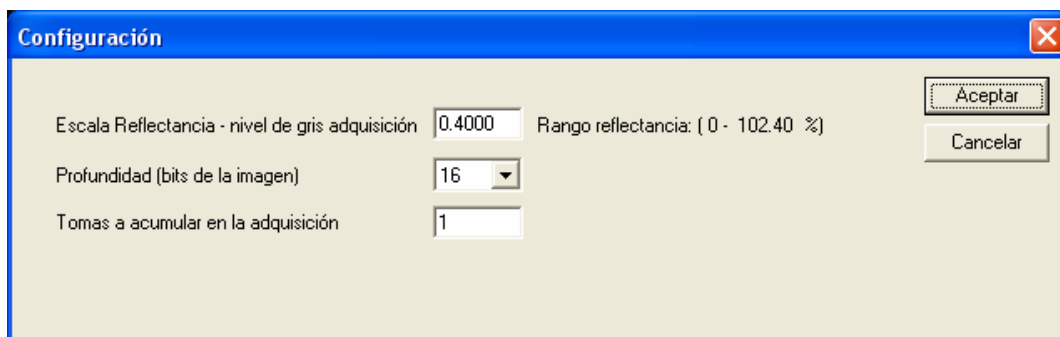 Configuración
Escala Reflectancia - nivel de gris adquisición 0.4000 Rango reflectancia: ( 0 - 102.40 %)
Aceptar
Cancelar
Profundidad (bits de la imagen) 16
Tomas a acumular en la adquisición 1